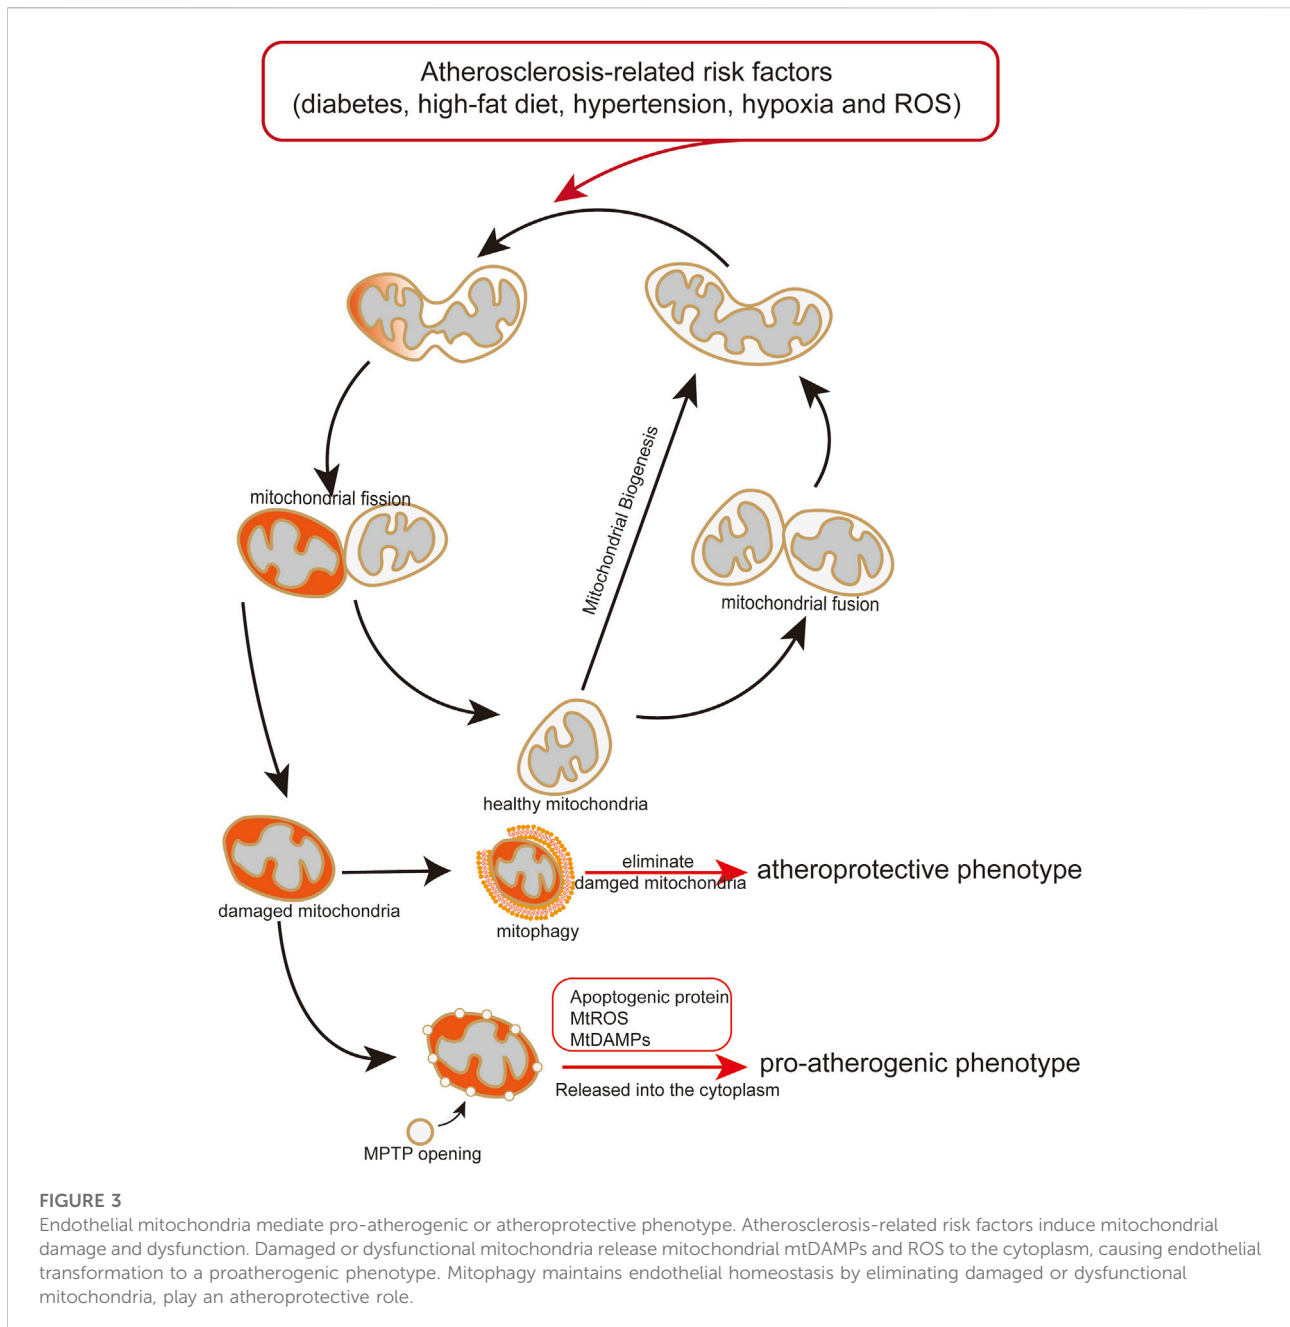 Atherosclerosis-related risk factors
(diabetes, high-fat diet, hypertension, hypoxia and ROS)
mitochondrial fission
Mitochondrial Biogenesis
mitochondrial fusion
healthy mitochondria
damaged mitochondria
mitophagy
eliminate
damged mitochondria
atheroprotective phenotype
Apoptogenic protein
MtROS
MtDAMPs
Released into the cytoplasm
pro-atherogenic phenotype
MPTP opening
FIGURE 3
Endothelial mitochondria mediate pro-atherogenic or atheroprotective phenotype. Atherosclerosis-related risk factors induce mitochondrial
damage and dysfunction. Damaged or dysfunctional mitochondria release mitochondrial mtDAMPs and ROS to the cytoplasm, causing endothelial
transformation to a proatherogenic phenotype. Mitophagy maintains endothelial homeostasis by eliminating damaged or dysfunctional
mitochondria, play an atheroprotective role.